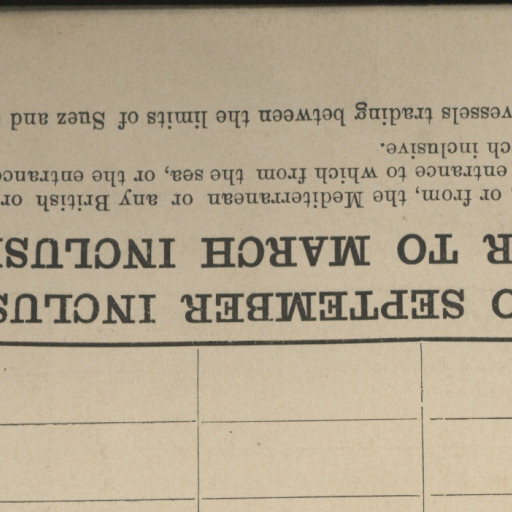 O SEPTEMBER INCLUS
R TO MARCH INCLUSI
, or from, the Mediterranean or any British or
entrance to which from the sea, or the entranc
ch inclusive.
vessels trading between the limits of Suez and